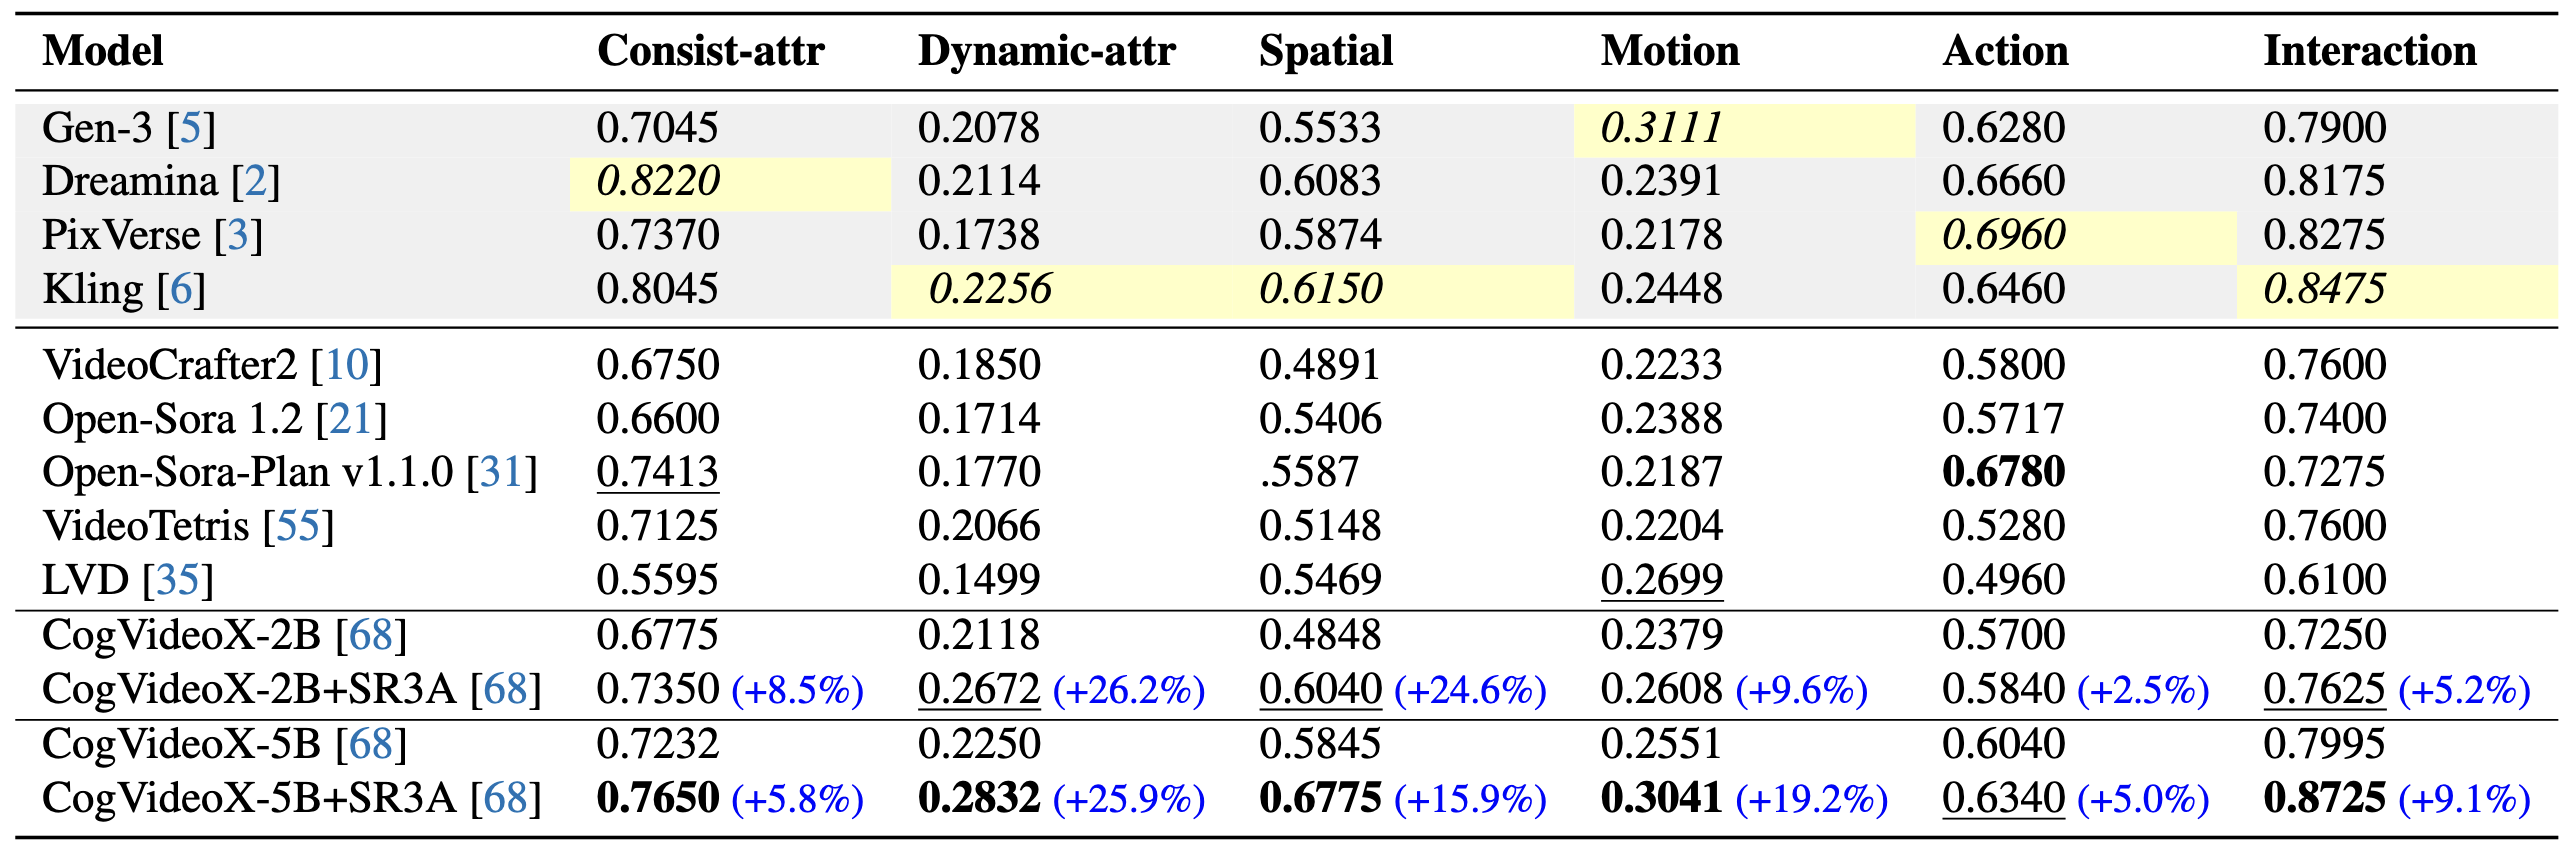 Model Consist-attr Dynamic-attr Spatial Motion Action Interaction
Gen-3 [5] 0.7045 0.2078 0.5533 0.3111 0.6280 0.7900
Dreamina [2] 0.8220 0.2114 0.6083 0.2391 0.6660 0.8175
PixVerse [3] 0.7370 0.1738 0.5874 0.2178 0.6960 0.8275
Kling [6] 0.8045 0.2256 0.6150 0.2448 0.6460 0.8475
VideoCrafter2 [10] 0.6750 0.1850 0.4891 0.2233 0.5800 0.7600
Open-Sora 1.2 [21] 0.6600 0.1714 0.5406 0.2388 0.5717 0.7400
Open-Sora-Plan v1.1.0 [31] 0.7413 0.1770 .5587 0.2187 0.6780 0.7275
VideoTetris [55] 0.7125 0.2066 0.5148 0.2204 0.5280 0.7600
LVD [35] 0.5595 0.1499 0.5469 0.2699 0.4960 0.6100
CogVideoX-2B [68] 0.6775 0.2118 0.4848 0.2379 0.5700 0.7250
CogVideoX-2B+SR3A [68] 0.7350 (+8.5%) 0.2672 (+26.2%) 0.6040 (+24.6%) 0.2608 (+9.6%) 0.5840 (+2.5%) 0.7625 (+5.2%)
CogVideoX-5B [68] 0.7232 0.2250 0.5845 0.2551 0.6040 0.7995
CogVideoX-5B+SR3A [68] 0.7650 (+5.8%) 0.2832 (+25.9%) 0.6775 (+15.9%) 0.3041 (+19.2%) 0.6340 (+5.0%) 0.8725 (+9.1%)